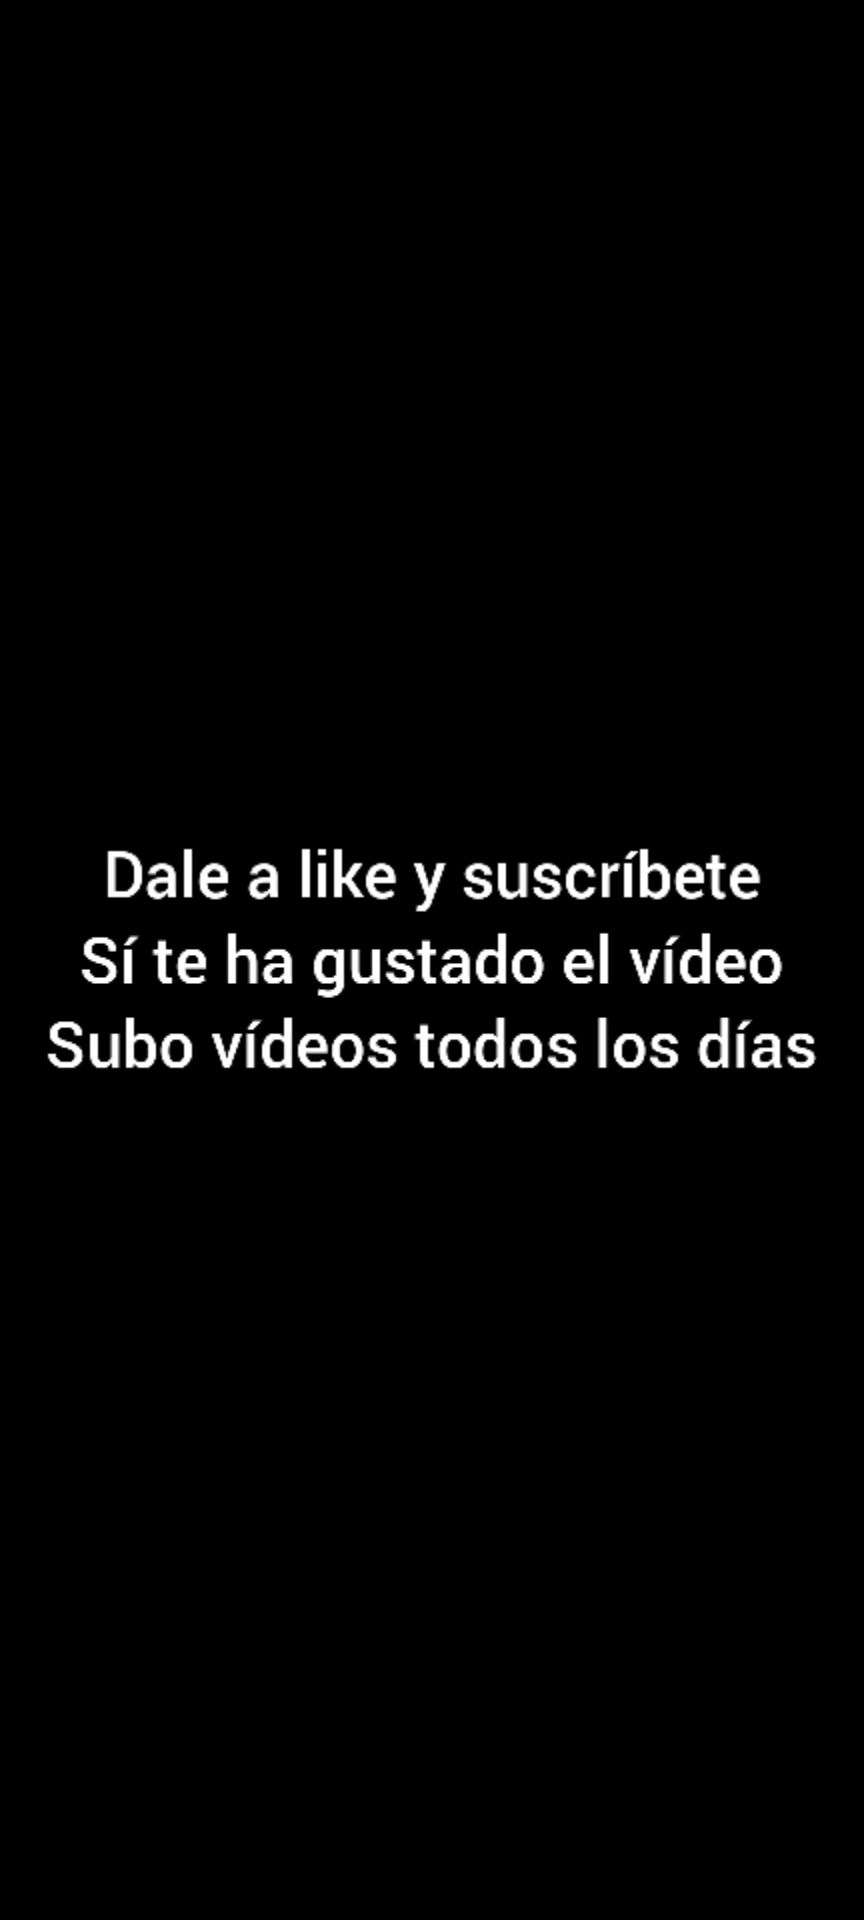 Dale a like y suscríbete
Sí te ha gustado el vídeo
Subo vídeos todos los días